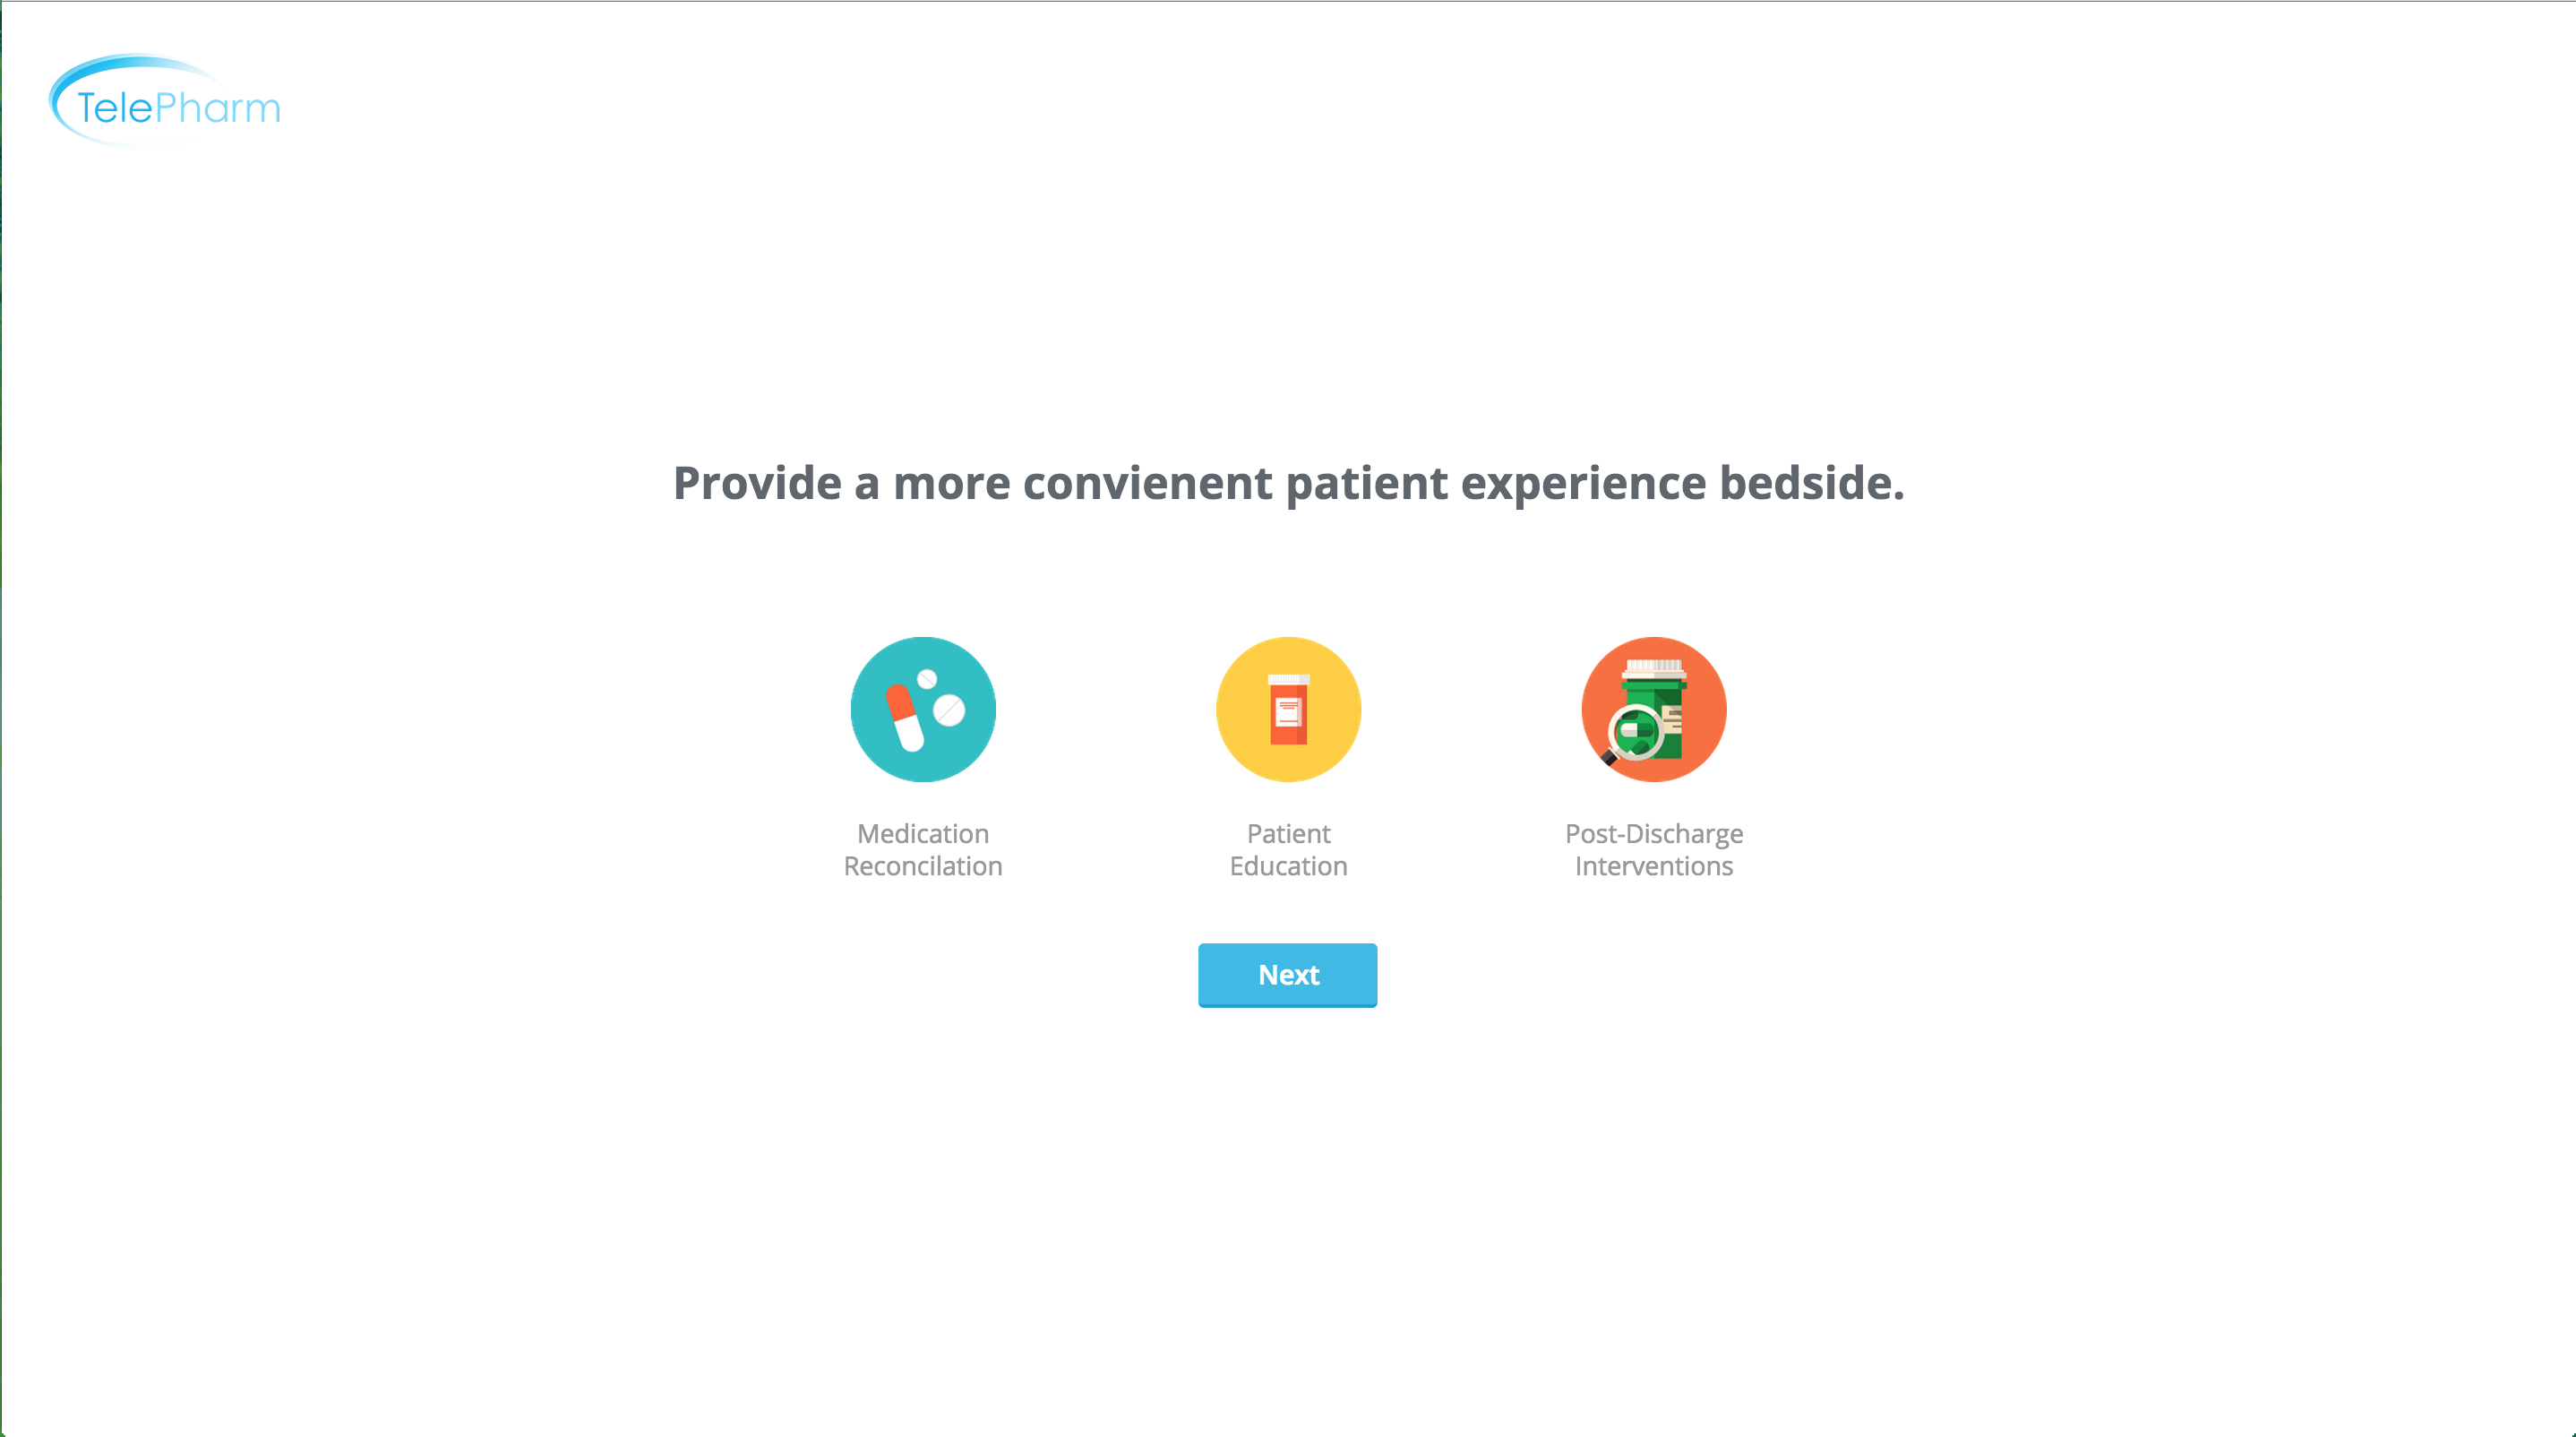 TelePharm
Provide a more convienent patient experience bedside.
Medication
Reconcilation
Patient
Education
Post-Discharge
Interventions
Next